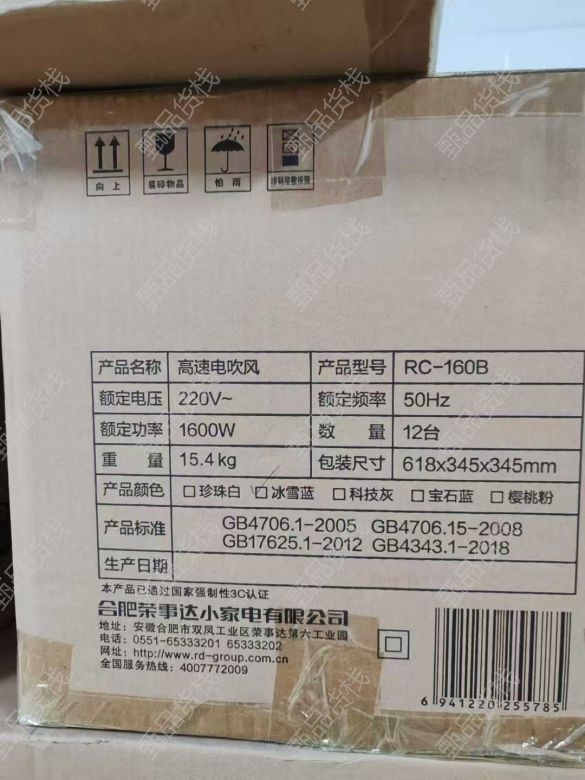 向上
易碎物品
怕雨
堆码层数极限
产品名称 高速电吹风 产品型号 RC-160B
额定电压 220V~ 额定频率 50Hz
额定功率 1600W 数量 12台
重量 15.4kg 包装尺寸 618x345x345mm
产品颜色 □珍珠白 □冰雪蓝 □科技灰 □宝石蓝 □樱桃粉
产品标准 GB4706.1-2005 GB4706.15-2008
GB17625.1-2012 GB4343.1-2018
生产日期
本产品已通过国家强制性3C认证
合肥荣事达小家电有限公司
地址：安徽合肥市双凤工业区荣事达第六工业园
电话：0551-65333201 65333202
网址：http://www.rd-group.com.cn
全国服务热线：4007772009
6 941220 255785
甄品货栈